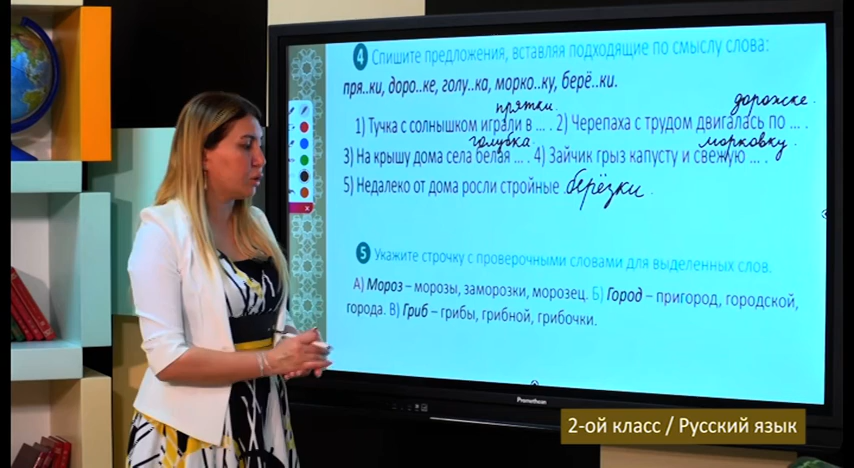 4 Спишите предложения, вставляя подходящие по смыслу слова:
пря..ки, доро..ке, голу..ка, морко..ку, берё..ки.
прятки. дорожке.
1) Тучка с солнышком играли в ... . 2) Черепаха с трудом двигалась по ... .
голубка. морковку.
3) На крышу дома села белая ... . 4) Зайчик грыз капусту и свежую ... .
5) Недалеко от дома росли стройные берёзки.
5 Укажите строчку с проверочными словами для выделенных слов.
А) Мороз – морозы, заморозки, морозец. Б) Город – пригород, городской,
города. В) Гриб – грибы, грибной, грибочки.
Promethean
2-ой класс / Русский язык